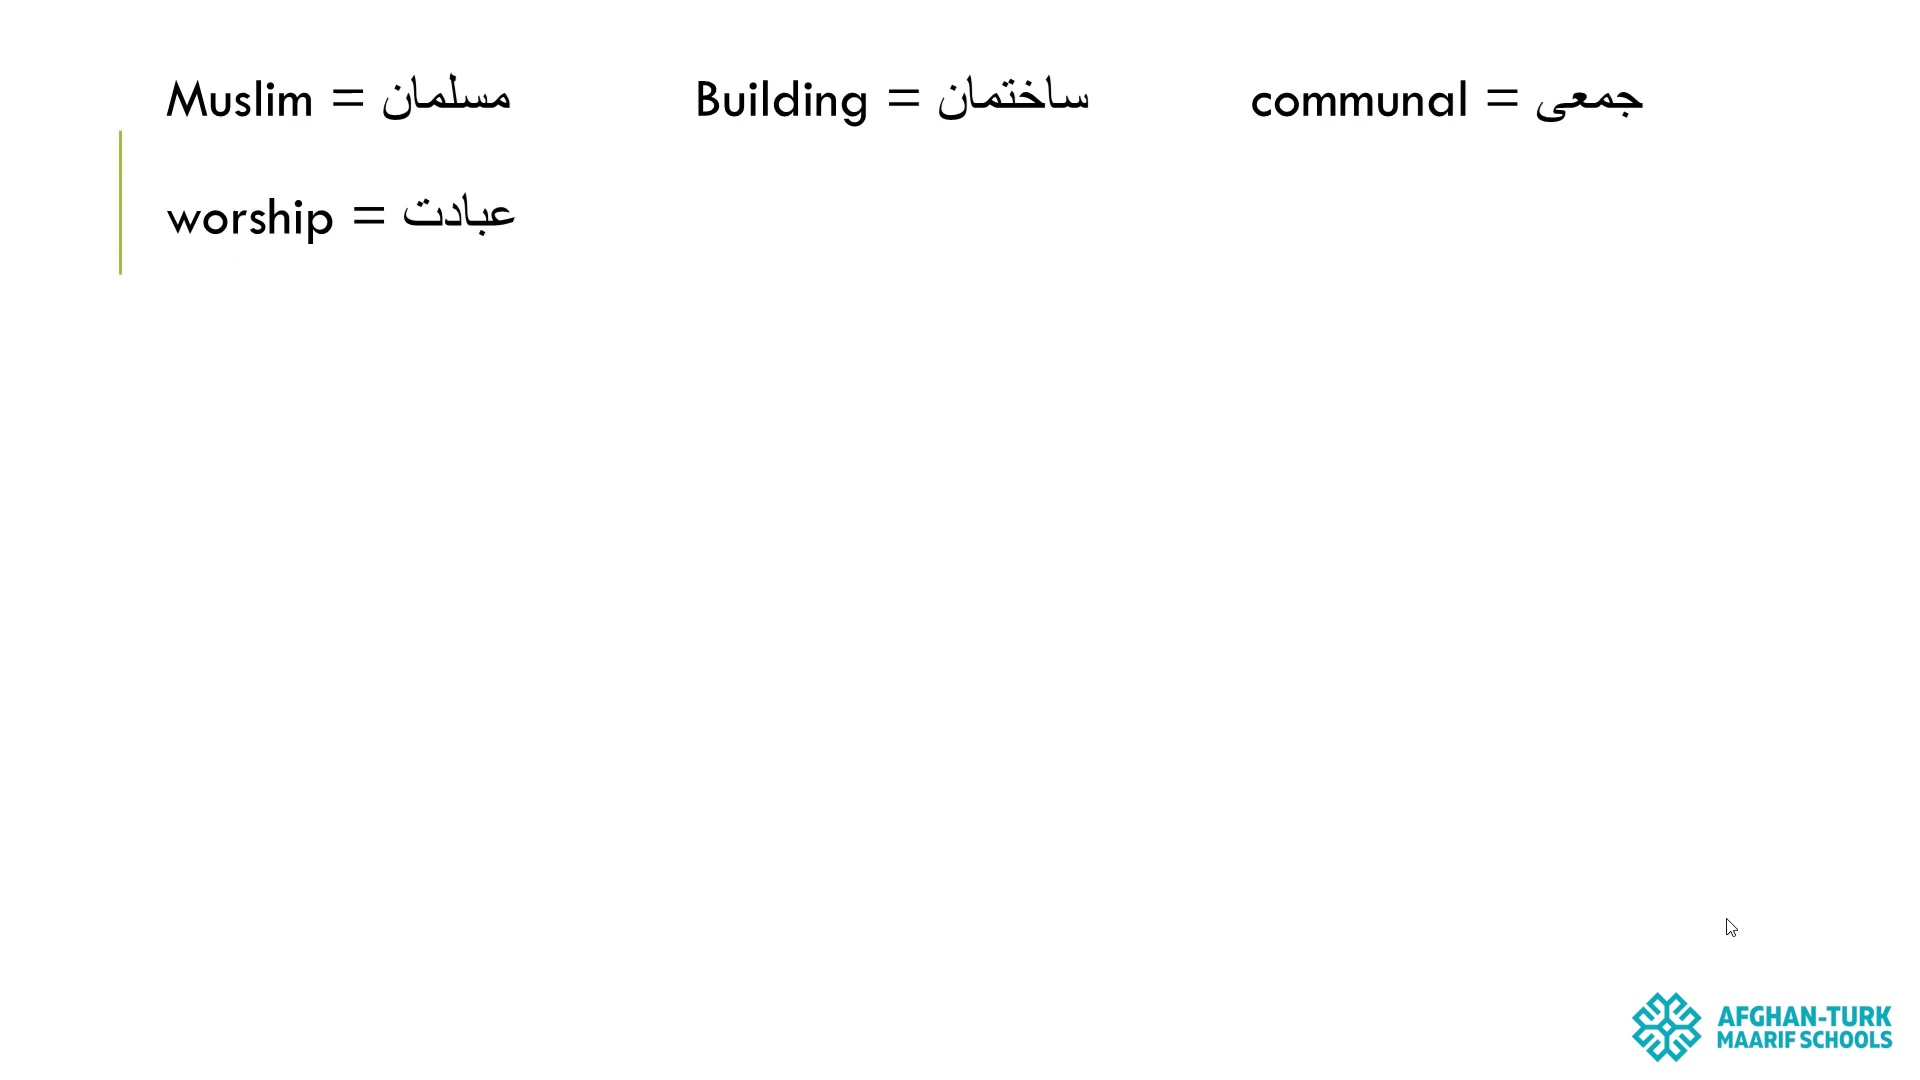 Muslim = مسلمان Building = ساختمان communal = جمعی
worship = عبادت
AFGHAN-TURK
MAARIF SCHOOLS